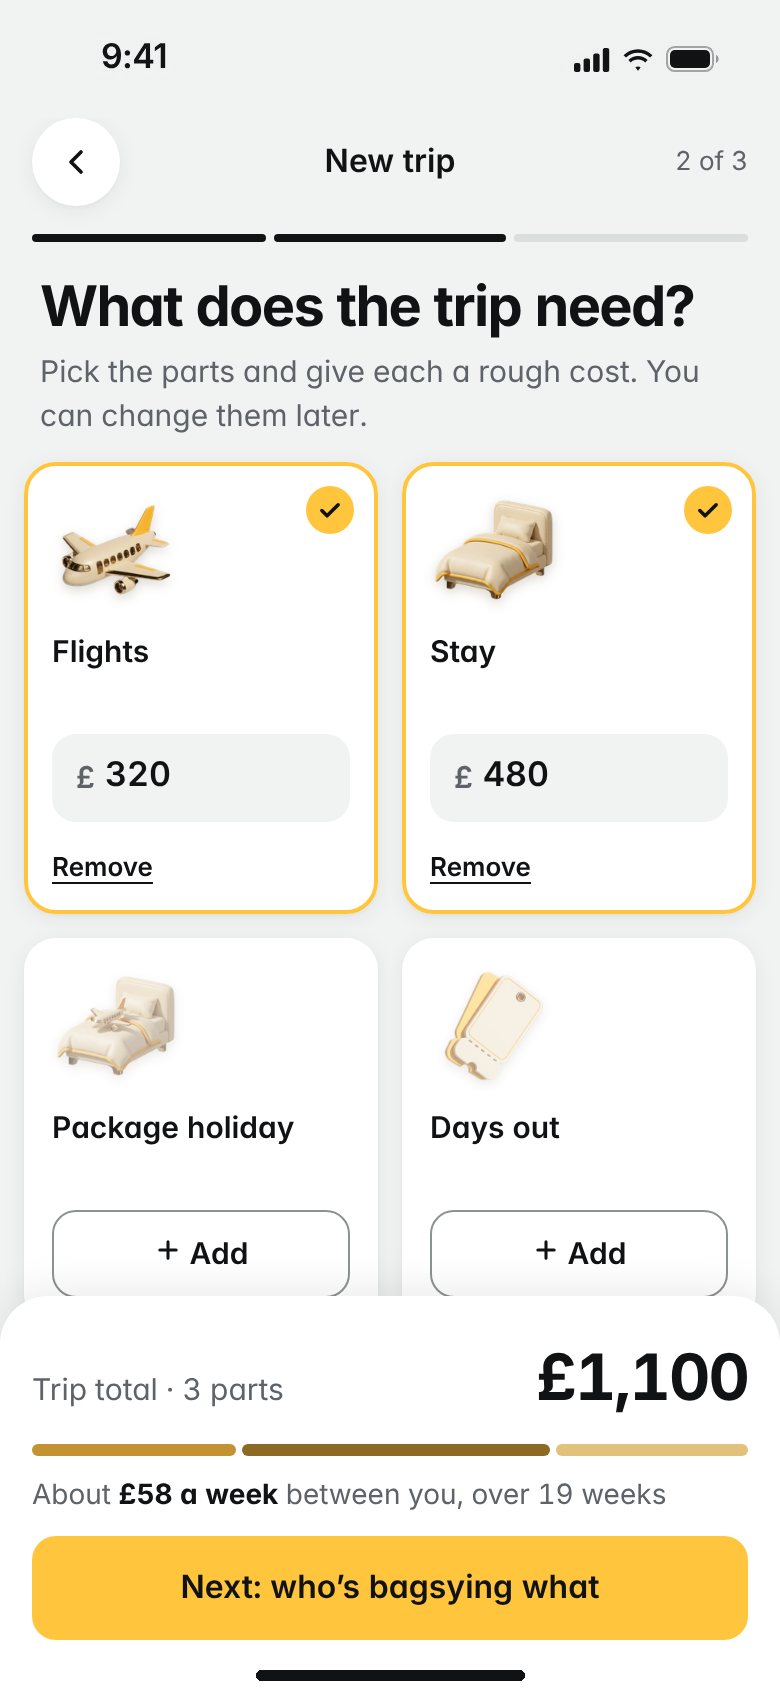 9:41
New trip
2 of 3
What does the trip need?
Pick the parts and give each a rough cost. You
can change them later.
Flights
£ 320
Remove
Stay
£ 480
Remove
Package holiday
+ Add
Days out
+ Add
Trip total · 3 parts
£1,100
About £58 a week between you, over 19 weeks
Next: who’s bagsying what